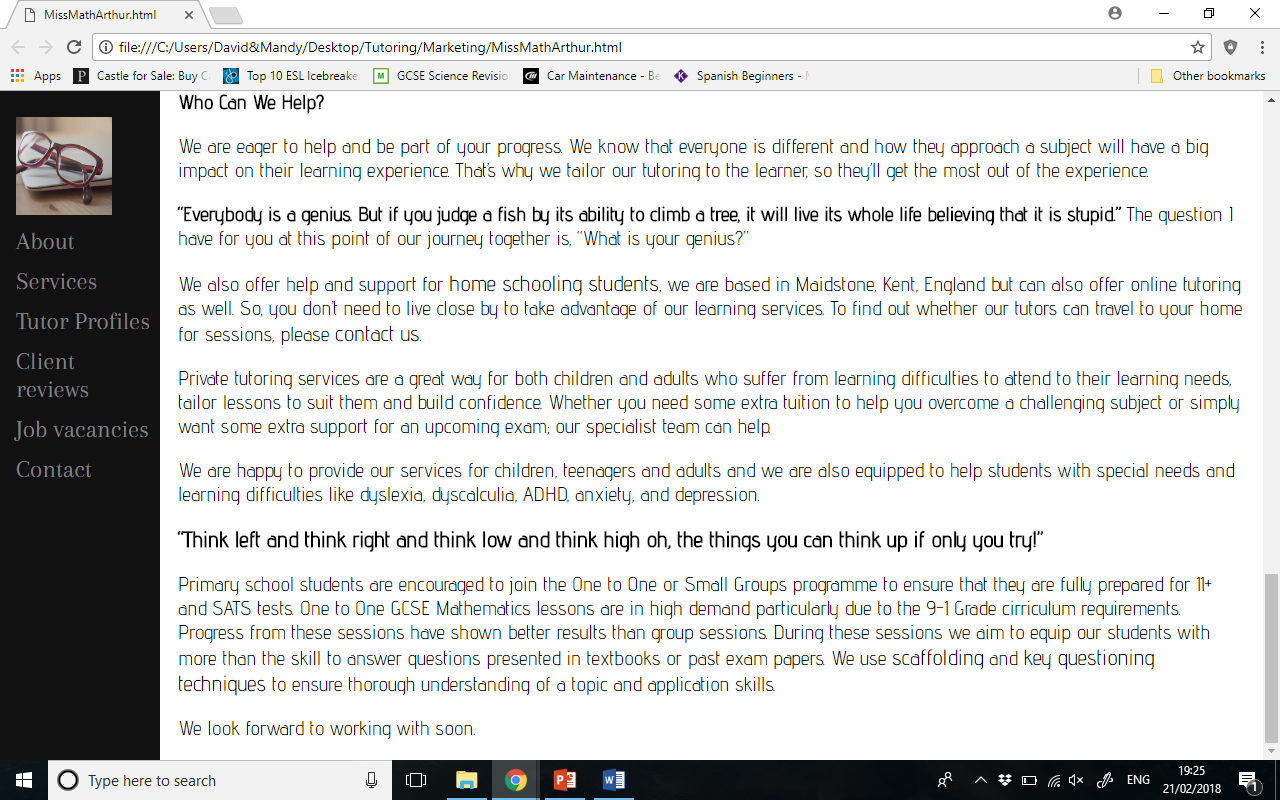 MissMathArthur.html
file:///C:/Users/David&Mandy/Desktop/Tutoring/Marketing/MissMathArthur.html
Apps
Castle for Sale: Buy C
Top 10 ESL Icebreake
GCSE Science Revisio
Car Maintenance - Be
Spanish Beginners -
Other bookmarks
About
Services
Tutor Profiles
Client
reviews
Job vacancies
Contact
Who Can We Help?
We are eager to help and be part of your progress. We know that everyone is different and how they approach a subject will have a big
impact on their learning experience. That's why we tailor our tutoring to the learner, so they'll get the most out of the experience.
“Everybody is a genius. But if you judge a fish by its ability to climb a tree, it will live its whole life believing that it is stupid.” The question I
have for you at this point of our journey together is, “What is your genius?”
We also offer help and support for home schooling students, we are based in Maidstone, Kent, England but can also offer online tutoring
as well. So, you don't need to live close by to take advantage of our learning services. To find out whether our tutors can travel to your home
for sessions, please contact us.
Private tutoring services are a great way for both children and adults who suffer from learning difficulties to attend to their learning needs,
tailor lessons to suit them and build confidence. Whether you need some extra tuition to help you overcome a challenging subject or simply
want some extra support for an upcoming exam; our specialist team can help.
We are happy to provide our services for children, teenagers and adults and we are also equipped to help students with special needs and
learning difficulties like dyslexia, dyscalculia, ADHD, anxiety, and depression.
“Think left and think right and think low and think high oh, the things you can think up if only you try!”
Primary school students are encouraged to join the One to One or Small Groups programme to ensure that they are fully prepared for 11+
and SATS tests. One to One GCSE Mathematics lessons are in high demand particularly due to the 9-1 Grade cirriculum requirements.
Progress from these sessions have shown better results than group sessions. During these sessions we aim to equip our students with
more than the skill to answer questions presented in textbooks or past exam papers. We use scaffolding and key questioning
techniques to ensure thorough understanding of a topic and application skills.
We look forward to working with soon.
Type here to search
ENG
19:25
21/02/2018
1